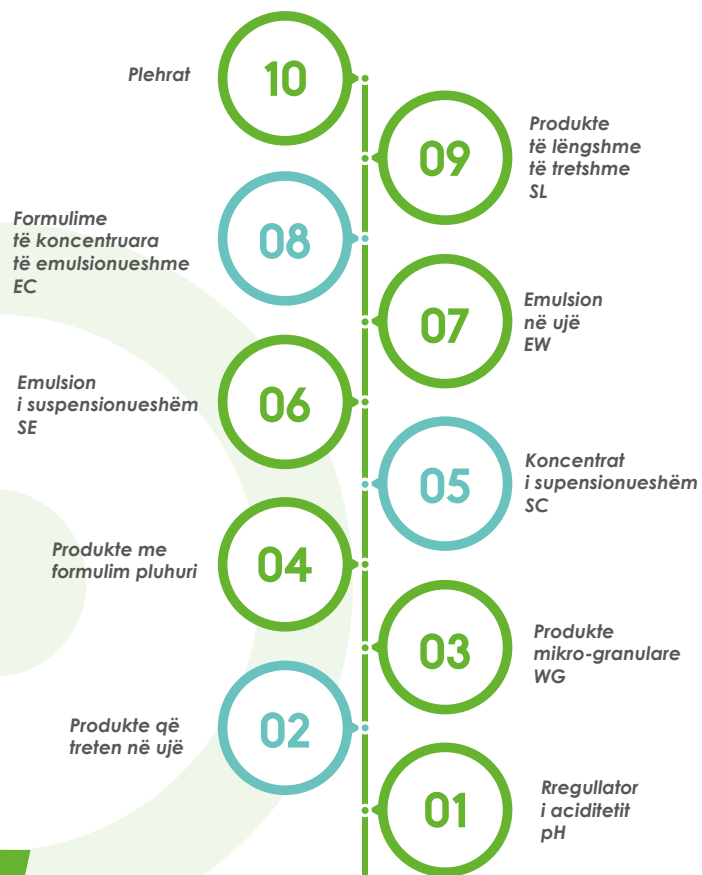 Plehrat
10
09
Produkte
të lëngshme
të tretshme
SL
Formulime
të koncentruara
të emulsionueshme
EC
08
07
Emulsion
në ujë
EW
Emulsion
i suspensionueshëm
SE
06
05
Koncentrat
i supensionueshëm
SC
Produkte me
formulim pluhuri
04
03
Produkte
mikro-granulare
WG
Produkte që
treten në ujë
02
01
Rregullator
i aciditetit
pH